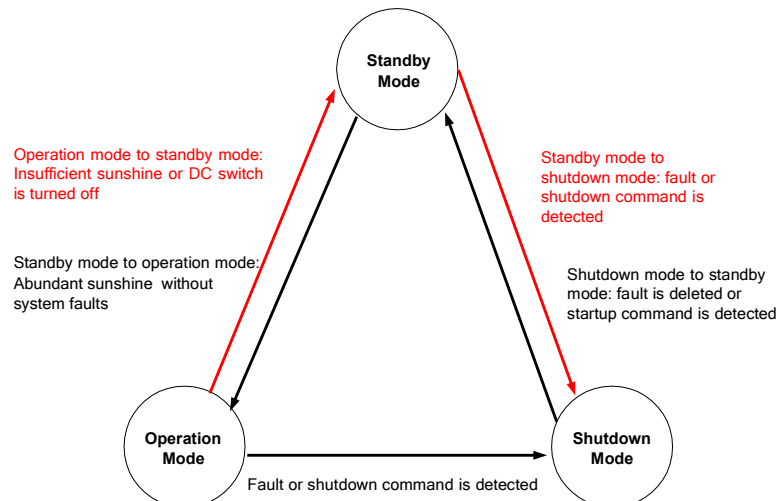 Standby
Mode
Operation mode to standby mode:
Insufficient sunshine or DC switch
is turned off
Standby mode to
shutdown mode: fault or
shutdown command is
detected
Standby mode to operation mode:
Abundant sunshine without
system faults
Shutdown mode to standby
mode: fault is deleted or
startup command is detected
Operation
Mode
Shutdown
Mode
Fault or shutdown command is detected